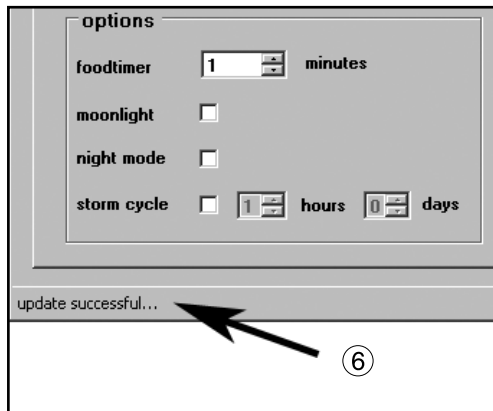 options
foodtimer 1 minutes
moonlight
night mode
storm cycle 1 hours 0 days
update successful...
6